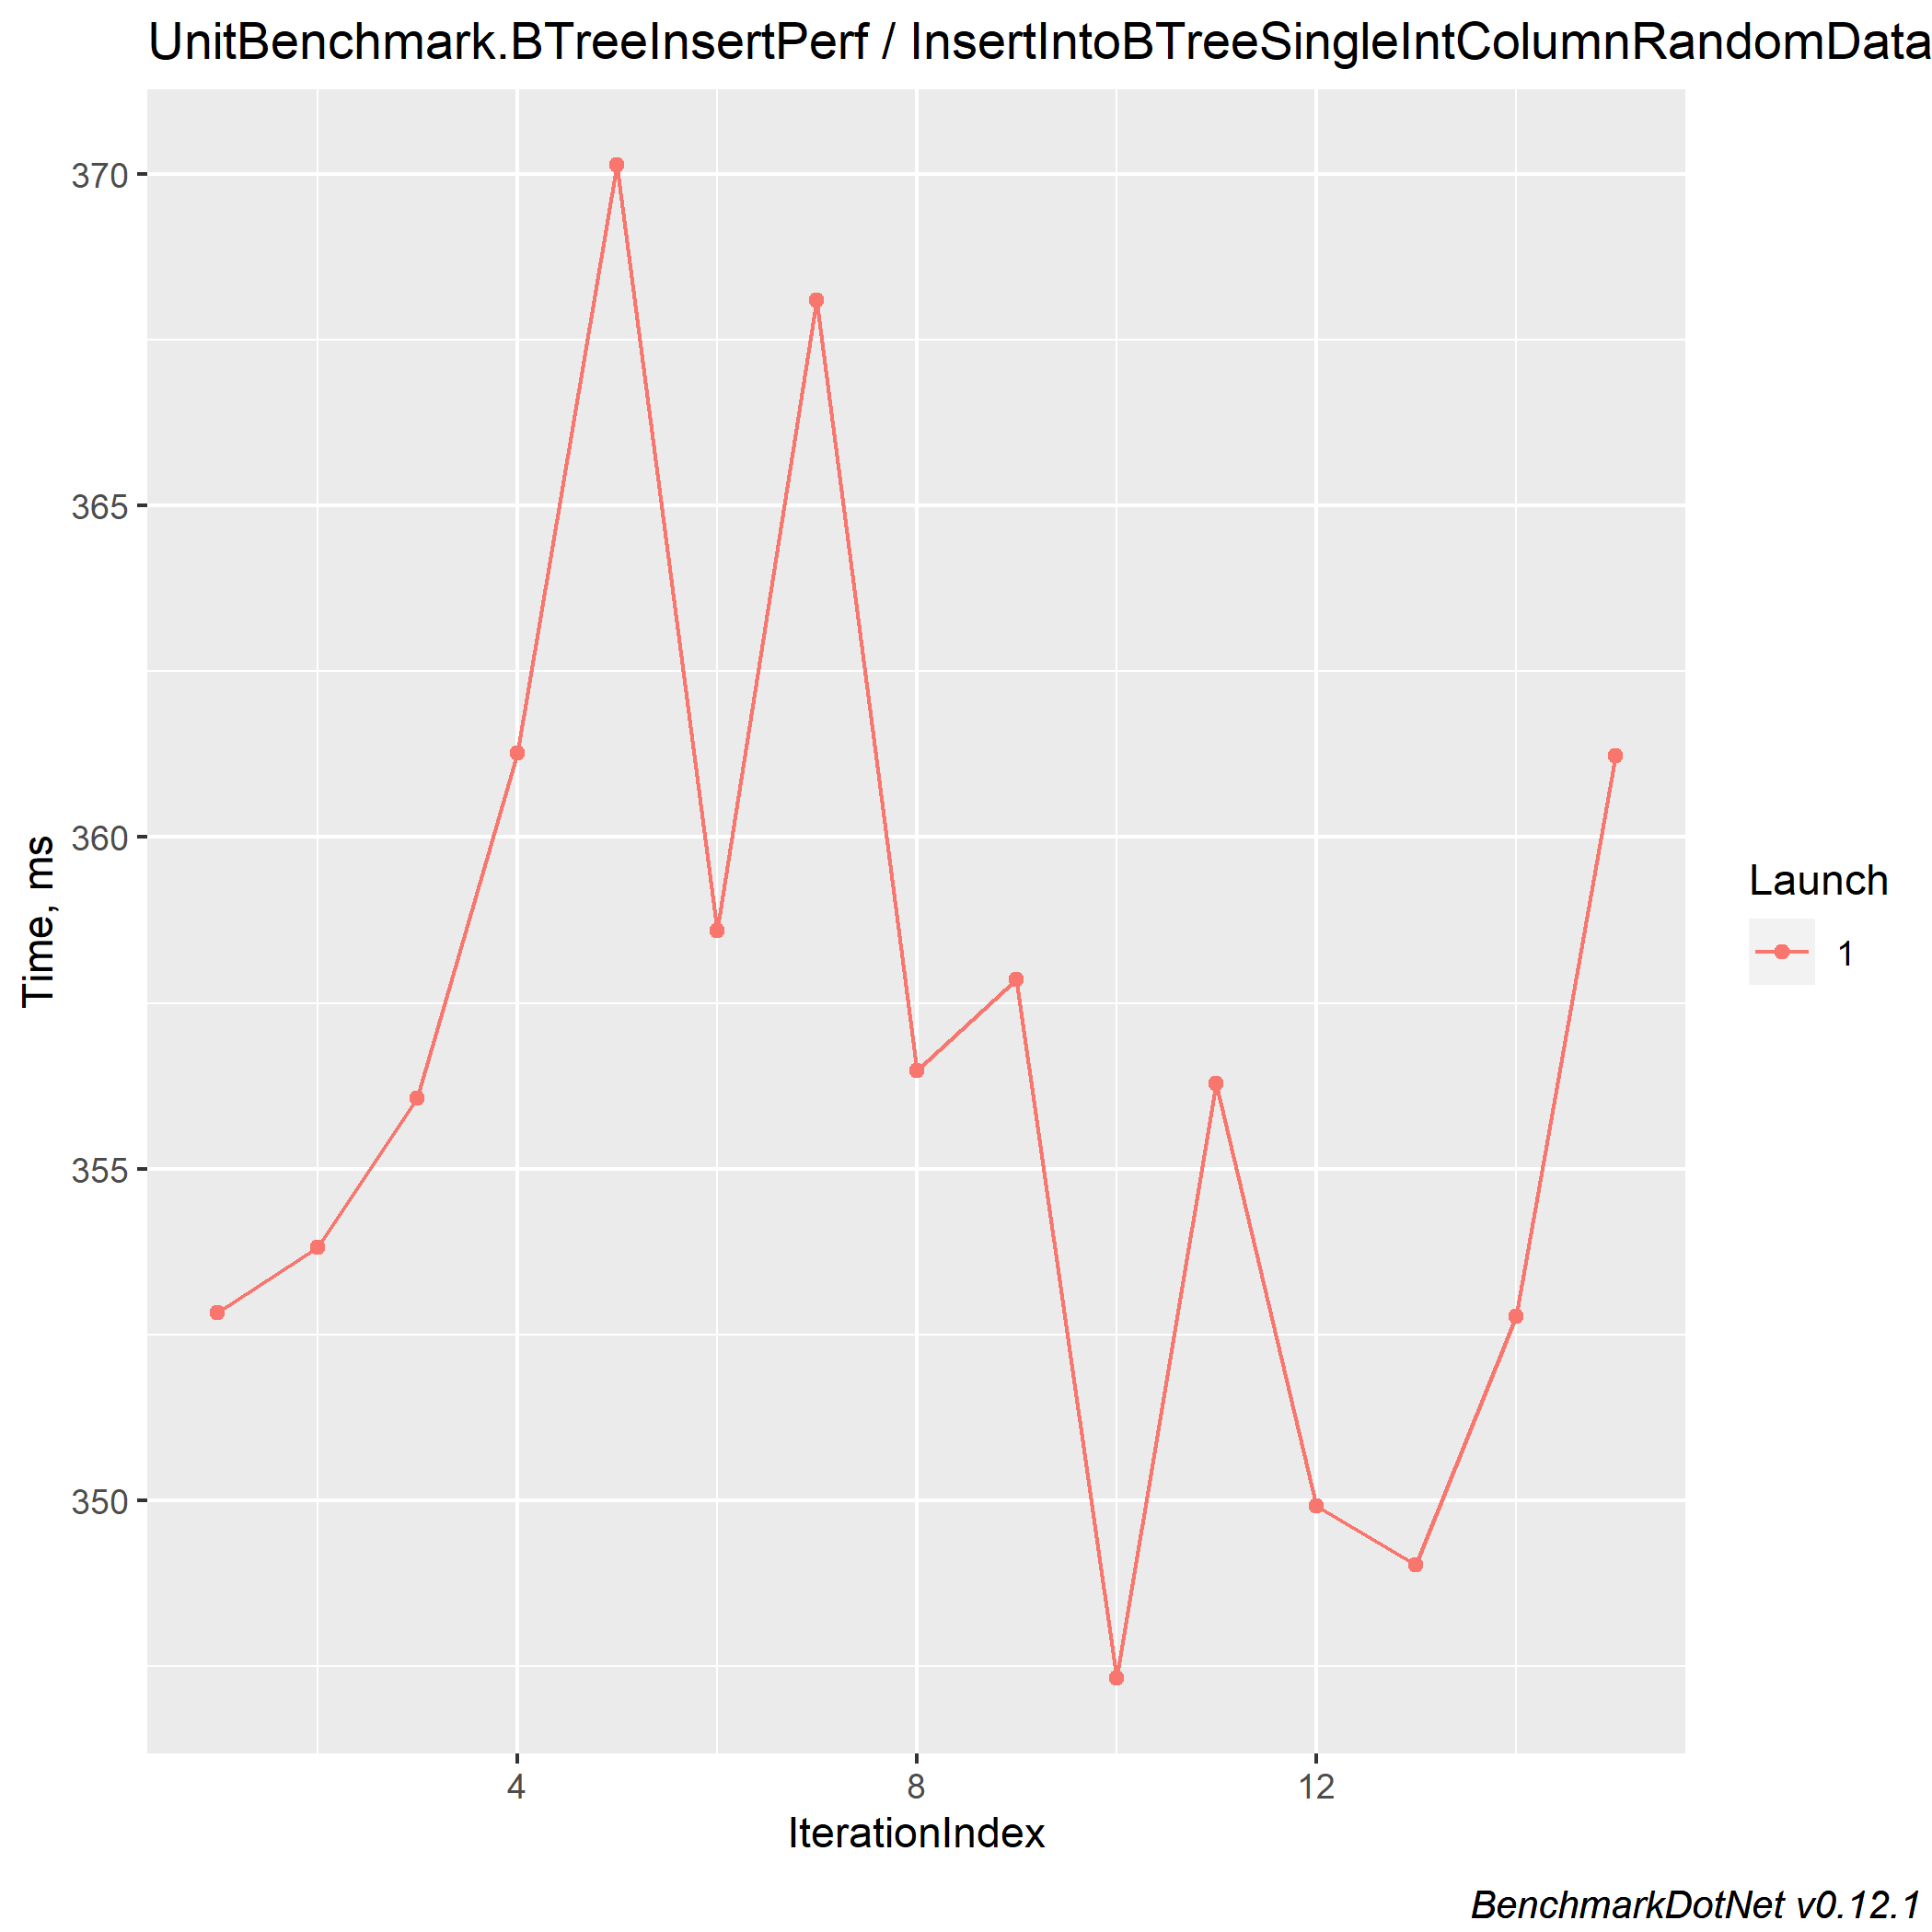 UnitBenchmark.BTreeInsertPerf / InsertIntoBTreeSingleIntColumnRandomData
370
365
360
355
350
Time, ms
4 8 12
IterationIndex
Launch
1
BenchmarkDotNet v0.12.1